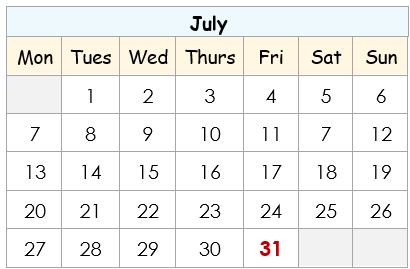 July
Mon Tues Wed Thurs Fri Sat Sun
1 2 3 4 5 6
7 8 9 10 11 7 12
13 14 15 16 17 18 19
20 21 22 23 24 25 26
27 28 29 30 31